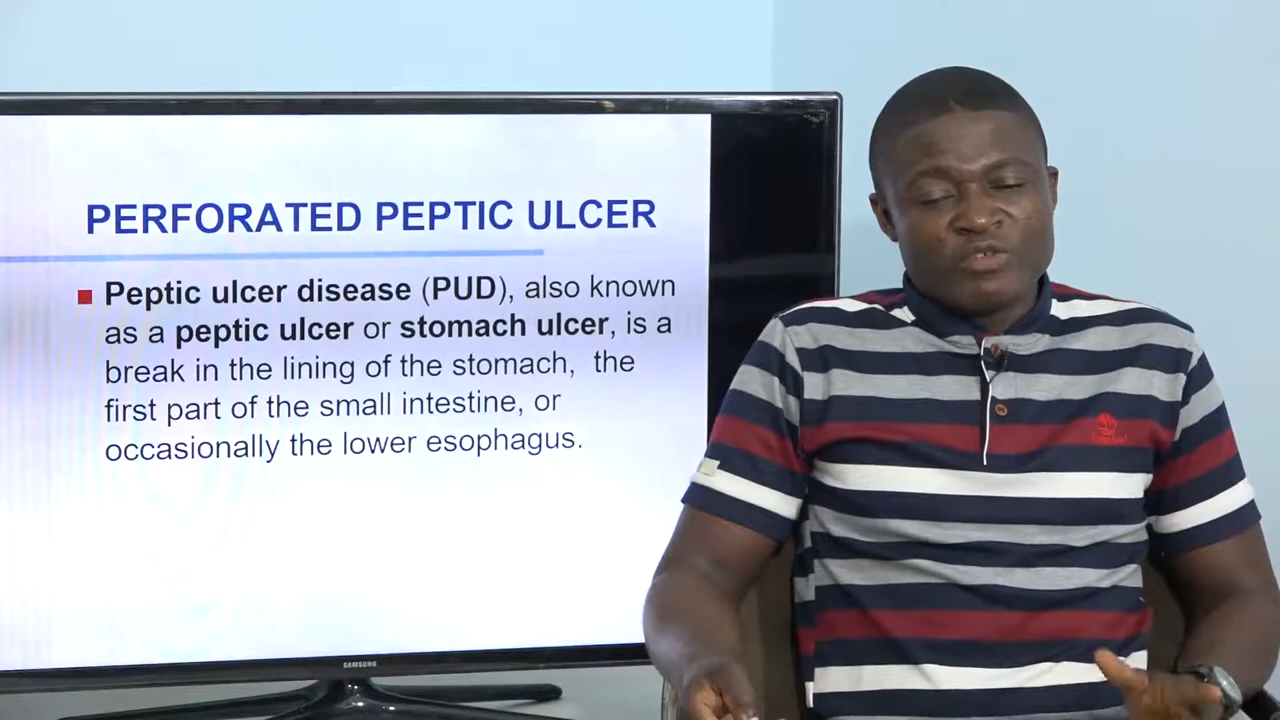 PERFORATED PEPTIC ULCER
Peptic ulcer disease (PUD), also known
as a peptic ulcer or stomach ulcer, is a
break in the lining of the stomach, the
first part of the small intestine, or
occasionally the lower esophagus.
SAMSUNG